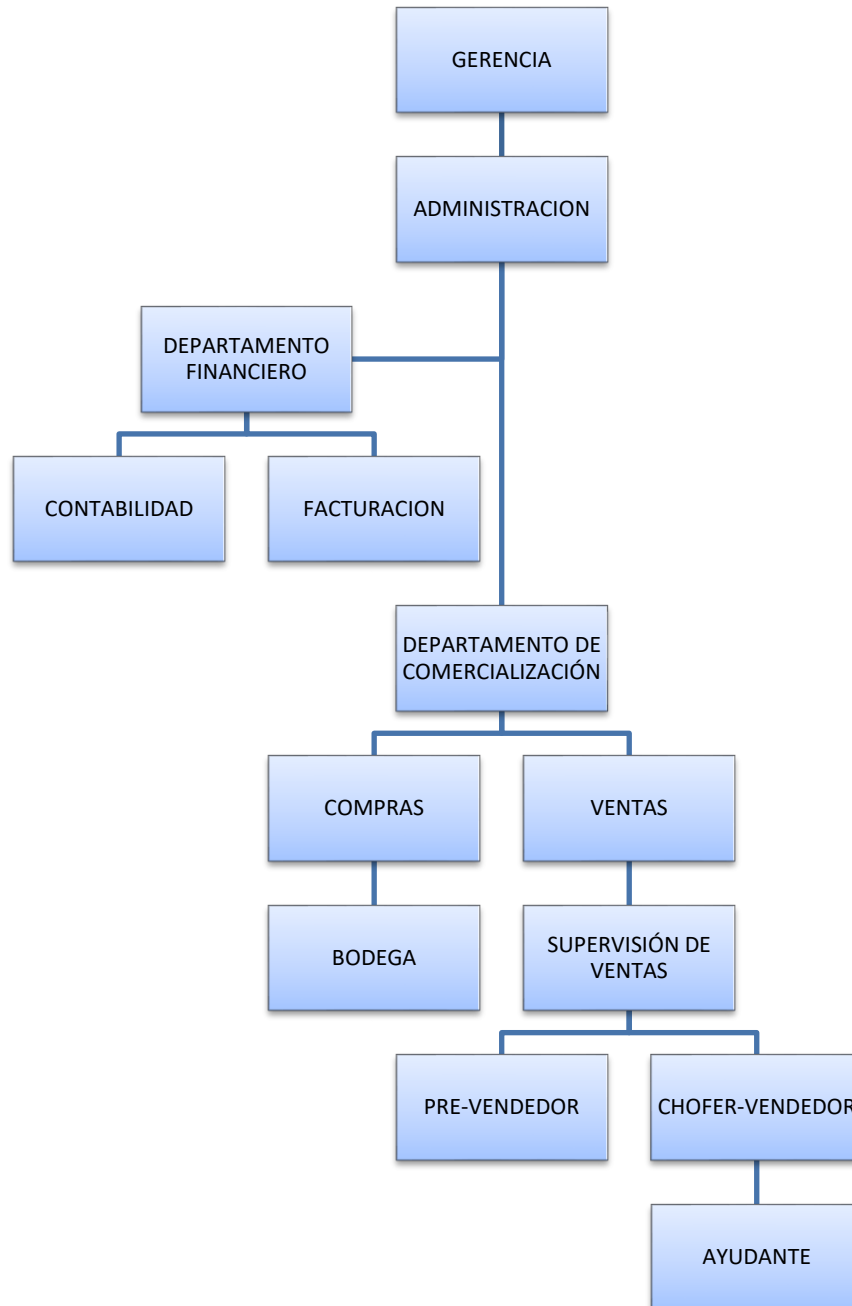 GERENCIA
ADMINISTRACION
DEPARTAMENTO
FINANCIERO
CONTABILIDAD
FACTURACION
DEPARTAMENTO DE
COMERCIALIZACIÓN
COMPRAS
VENTAS
BODEGA
SUPERVISIÓN DE
VENTAS
PRE-VENDEDOR
CHOFER-VENDEDOR
AYUDANTE